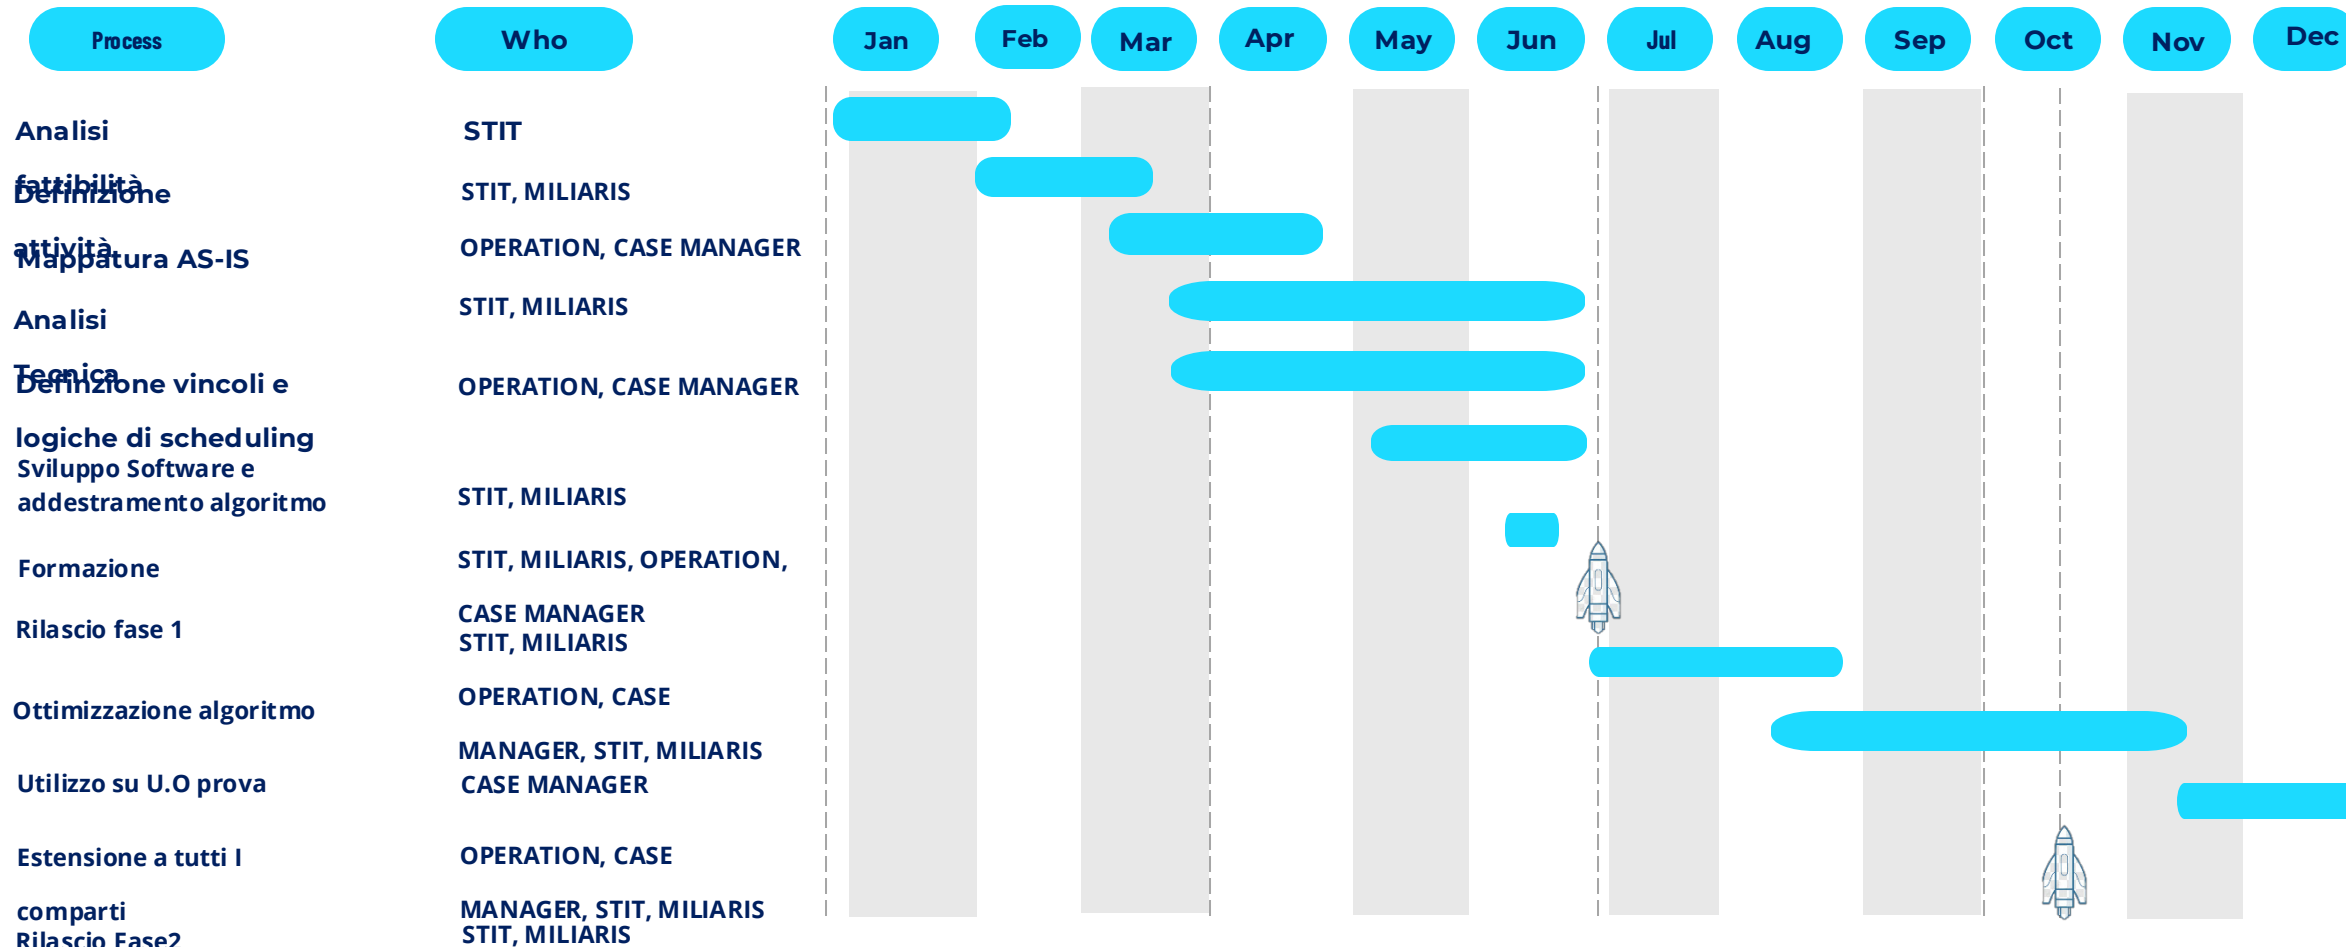 Process Who Jan Feb Mar Apr May Jun Jul Aug Sep Oct Nov Dec
Analisi
fattibilità
STIT
Definizione
attività
STIT, MILIARIS
Mappatura AS-IS
OPERATION, CASE MANAGER
Analisi
Tecnica
STIT, MILIARIS
Definzione vincoli e
logiche di scheduling
OPERATION, CASE MANAGER
Sviluppo Software e
addestramento algoritmo
STIT, MILIARIS
Formazione
STIT, MILIARIS, OPERATION,
CASE MANAGER
Rilascio fase 1
STIT, MILIARIS
Ottimizzazione algoritmo
OPERATION, CASE
MANAGER, STIT, MILIARIS
Utilizzo su U.O prova
CASE MANAGER
Estensione a tutti I
comparti
OPERATION, CASE
MANAGER, STIT, MILIARIS
Rilascio Fase2
STIT, MILIARIS